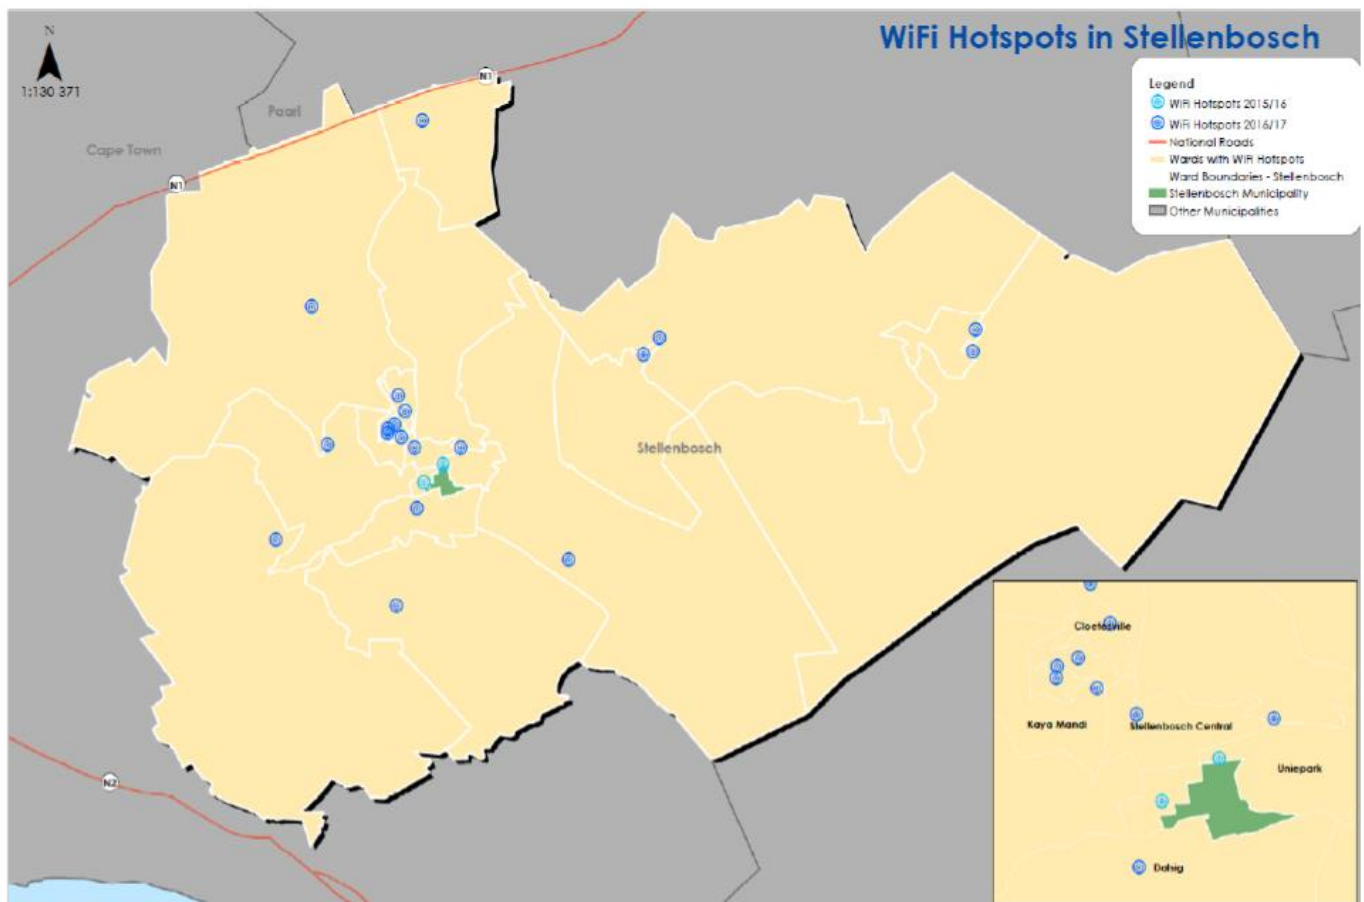 WiFi Hotspots in Stellenbosch
N
1:130 371
N1
Paarl
Cape Town
N1
Legend
WiFi Hotspots 2015/16
WiFi Hotspots 2016/17
National Roads
Wards with WiFi Hotspots
Ward Boundaries - Stellenbosch
Stellenbosch Municipality
Other Municipalities
Stellenbosch
N2
Cloetesville
Kaya Mandi
Stellenbosch Central
Uniepark
Dalsig